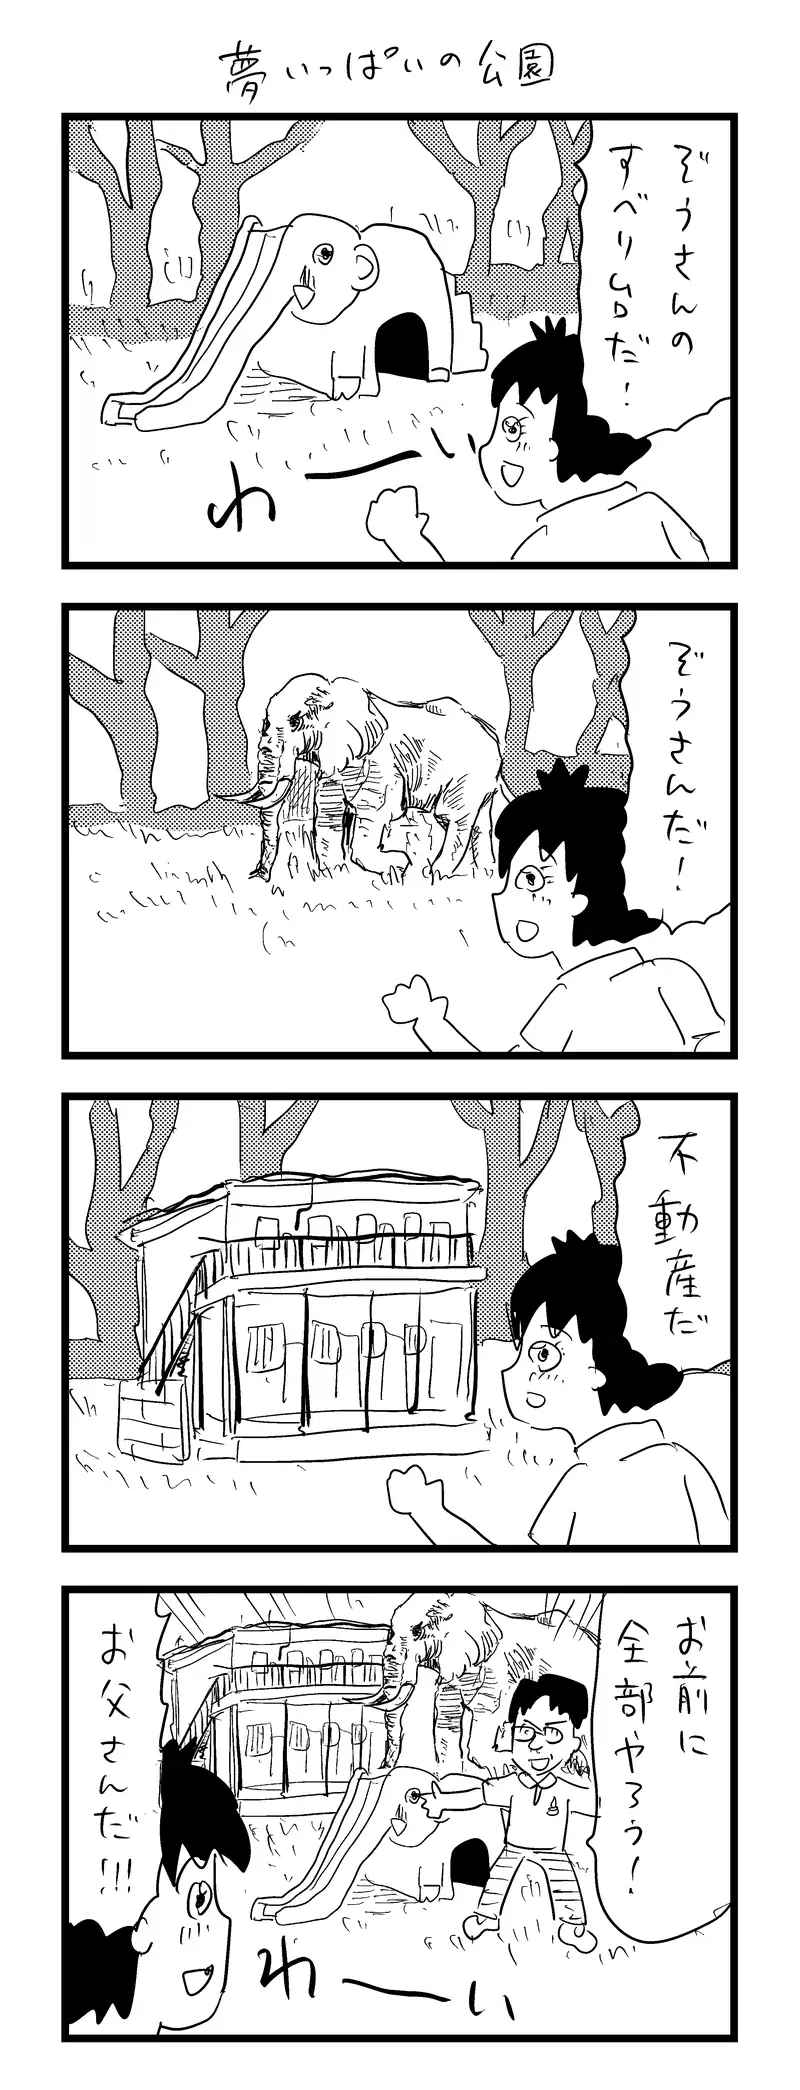 夢いっぱいの公園
ぞうさんの
すべり台だ!
わーい
ぞうさんだ!
不動産だ
お前に
全部やろう!
お父さんだ!!!
わーい